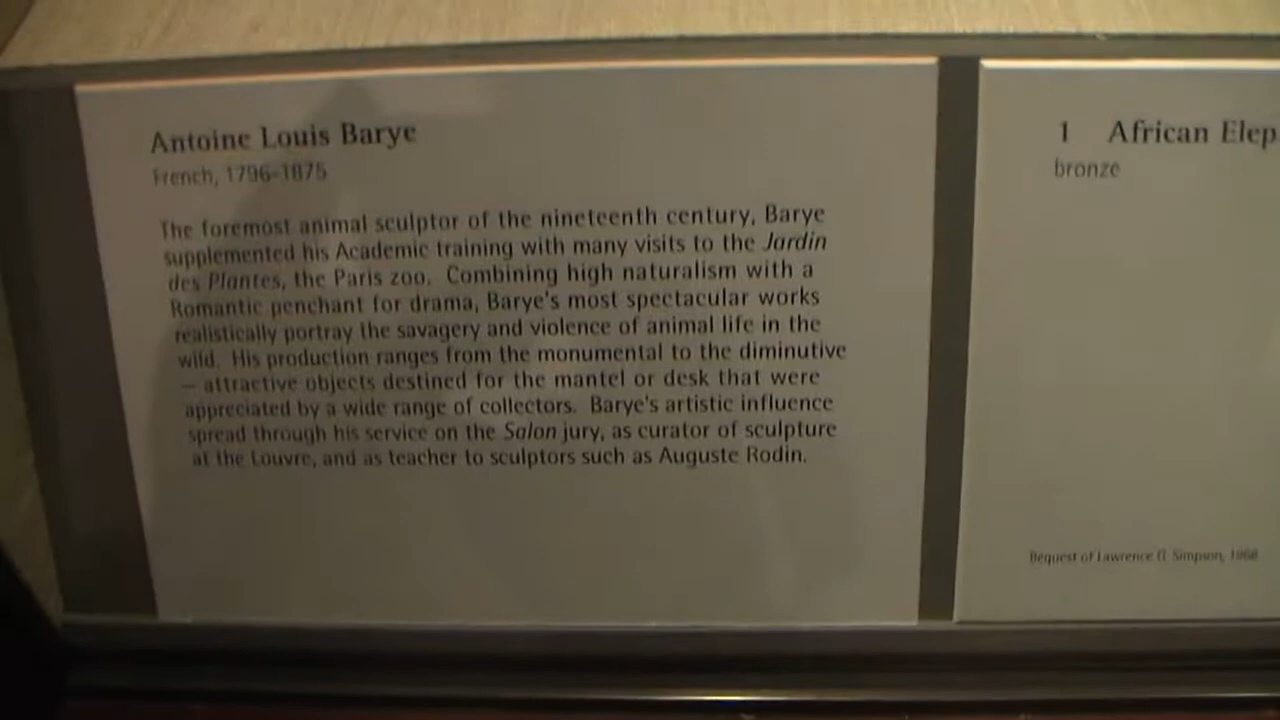 Antoine Louis Barye
French, 1796-1875
The foremost animal sculptor of the nineteenth century, Barye
supplemented his Academic training with many visits to the Jardin
des Plantes, the Paris zoo. Combining high naturalism with a
Romantic penchant for drama, Barye's most spectacular works
realistically portray the savagery and violence of animal life in the
wild. His production ranges from the monumental to the diminutive
— attractive objects destined for the mantel or desk that were
appreciated by a wide range of collectors. Barye's artistic influence
spread through his service on the Salon jury, as curator of sculpture
at the Louvre, and as teacher to sculptors such as Auguste Rodin.
1 African Elep
bronze
Bequest of Lawrence Simpson,